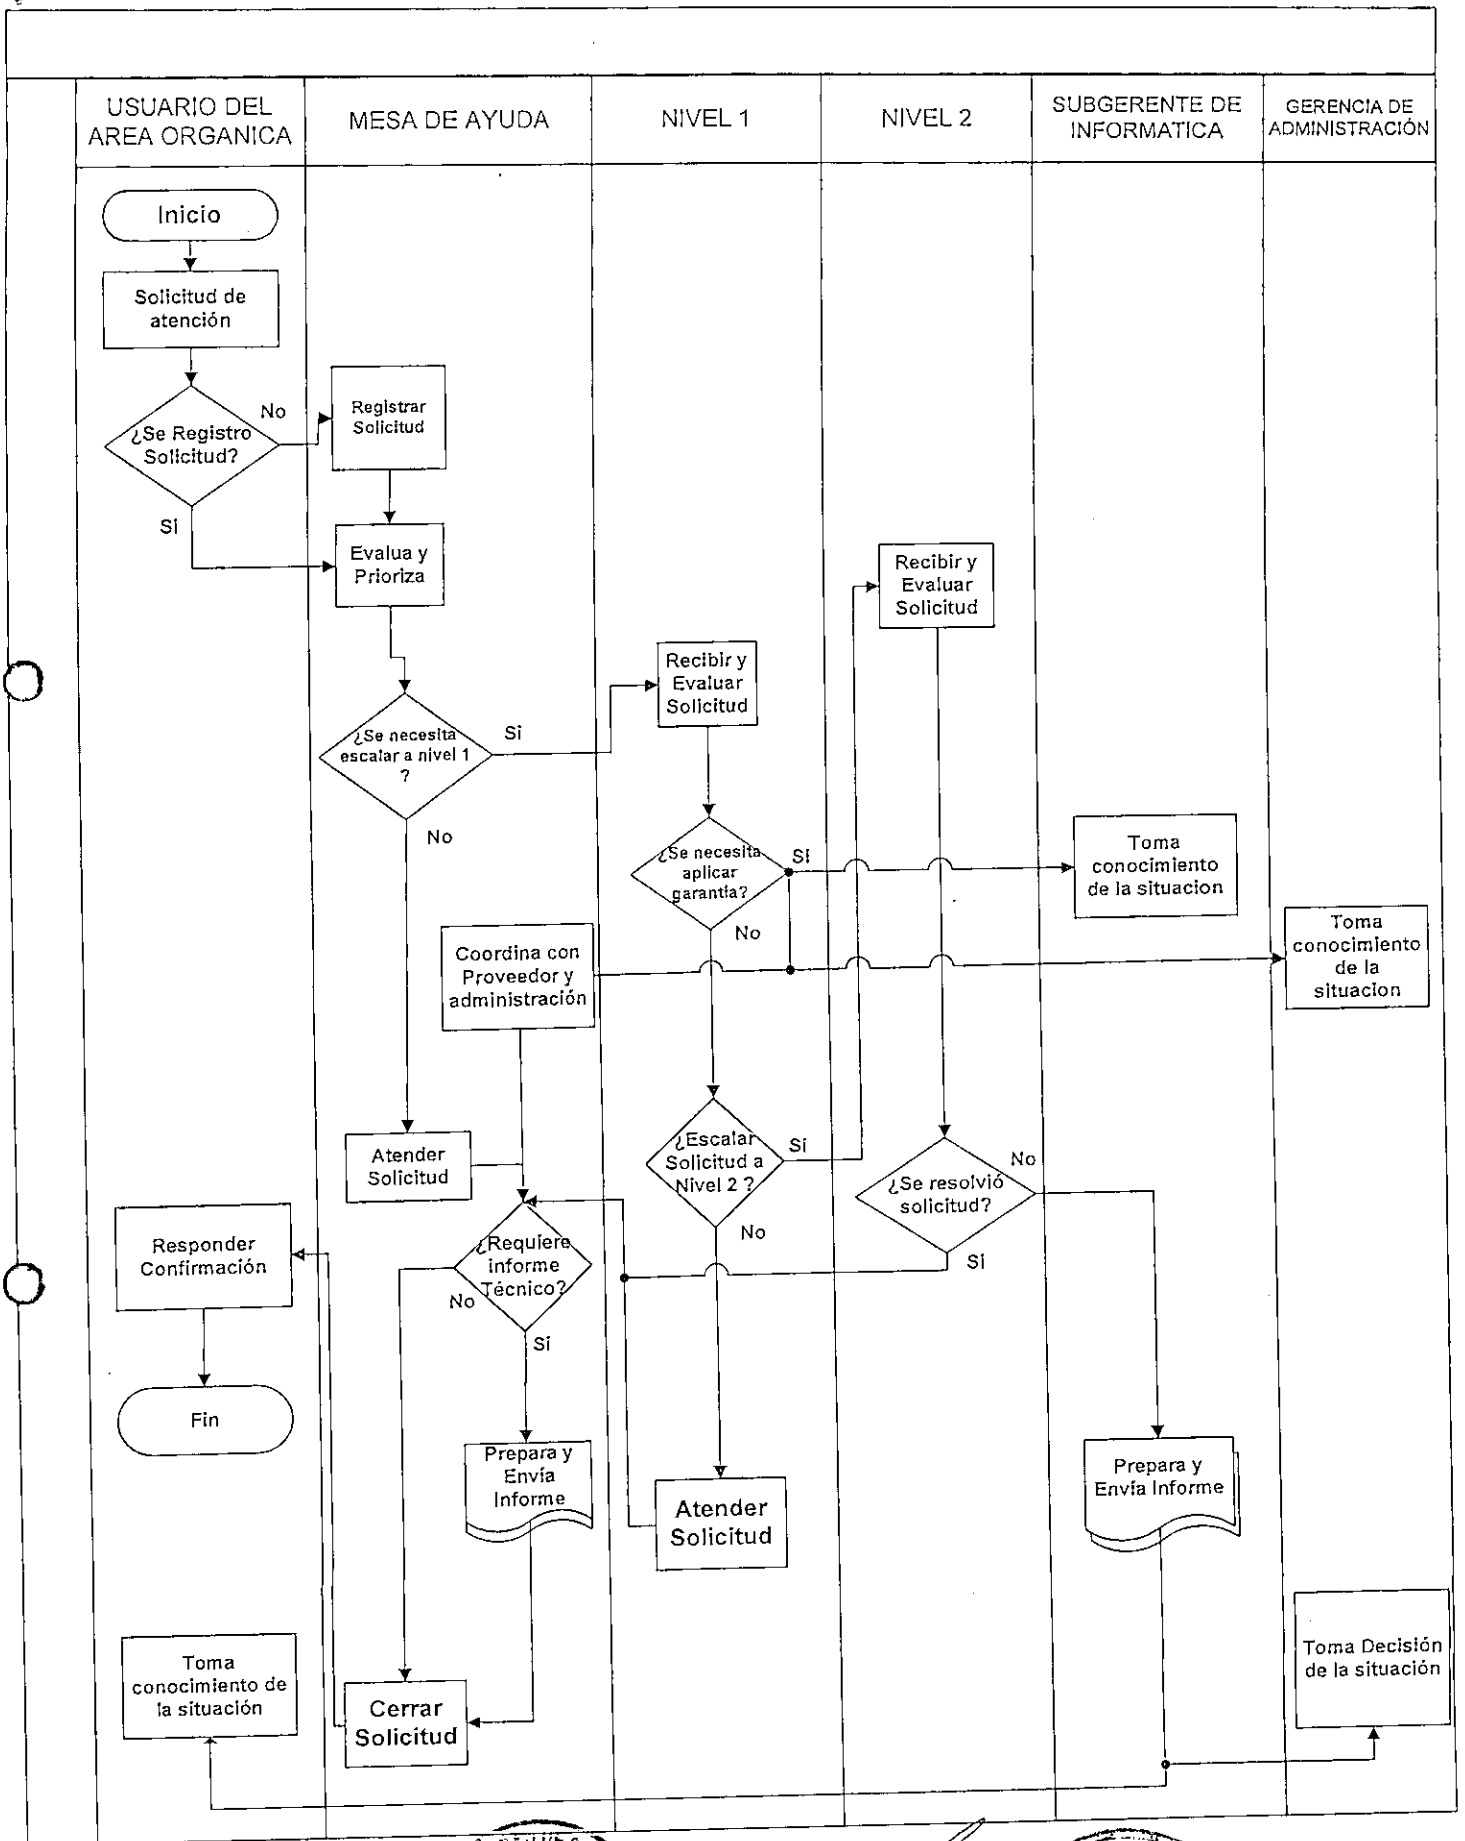 USUARIO DEL
AREA ORGANICA
MESA DE AYUDA
NIVEL 1
NIVEL 2
SUBGERENTE DE
INFORMATICA
GERENCIA DE
ADMINISTRACIÓN
Inicio
Solicitud de
atención
¿Se Registro
Solicitud?
No
Si
Registrar
Solicitud
Evalua y
Prioriza
¿Se necesita
escalar a nivel 1
?
Si
No
Recibir y
Evaluar
Solicitud
Recibir y
Evaluar
Solicitud
¿Se necesita
aplicar
garantia?
Si
No
Toma
conocimiento
de la situacion
Toma
conocimiento
de la
situacion
Coordina con
Proveedor y
administración
Atender
Solicitud
¿Escalar
Solicitud a
Nivel 2 ?
Si
No
¿Se resolvió
solicitud?
No
Si
Responder
Confirmación
¿Requiere
informe
Técnico?
No
Si
Fin
Prepara y
Envía
Informe
Atender
Solicitud
Prepara y
Envía Informe
Toma
conocimiento de
la situación
Cerrar
Solicitud
Toma Decisión
de la situación